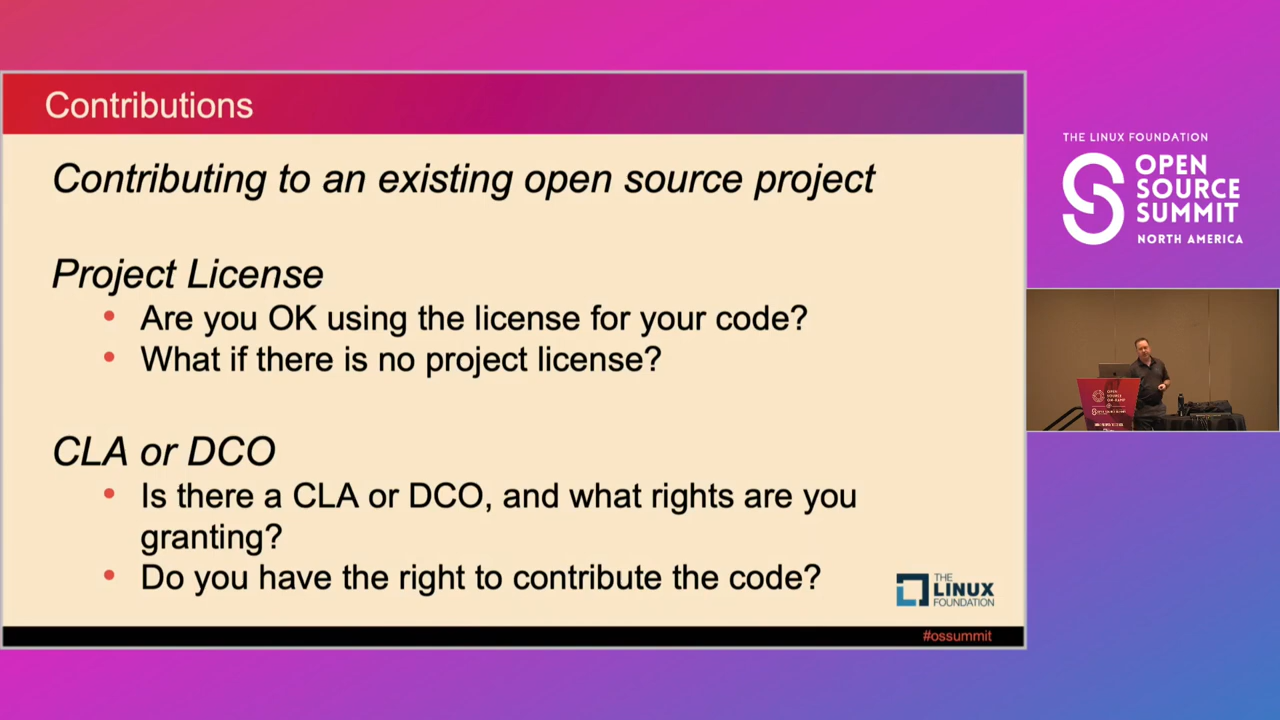 Contributions
Contributing to an existing open source project
Project License
• Are you OK using the license for your code?
• What if there is no project license?
CLA or DCO
• Is there a CLA or DCO, and what rights are you
granting?
• Do you have the right to contribute the code?
THE
LINUX
FOUNDATION
#ossummit
THE LINUX FOUNDATION
OPEN
SOURCE
SUMMIT
NORTH AMERICA
OPEN
SOURCE